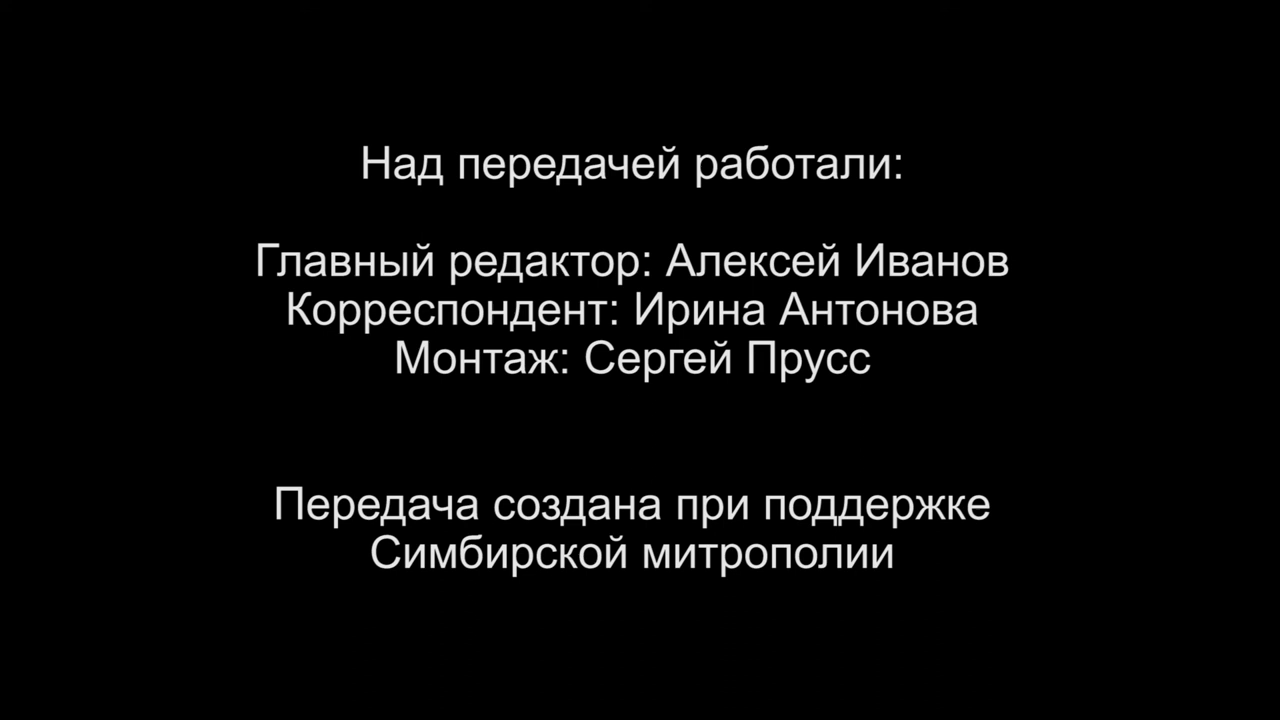 Над передачей работали:
Главный редактор: Алексей Иванов
Корреспондент: Ирина Антонова
Монтаж: Сергей Прусс
Передача создана при поддержке
Симбирской митрополии